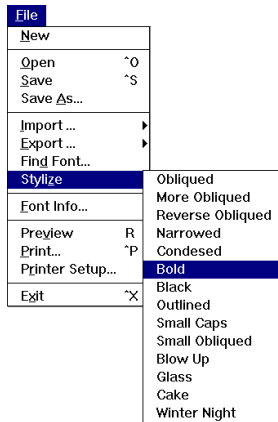 File
New
Open ^O
Save ^S
Save As...
Import ...
Export ...
Find Font...
Stylize
Font Info...
Preview R
Print... ^P
Printer Setup...
Exit ^X
Obliqued
More Obliqued
Reverse Obliqued
Narrowed
Condesed
Bold
Black
Outlined
Small Caps
Small Obliqued
Blow Up
Glass
Cake
Winter Night